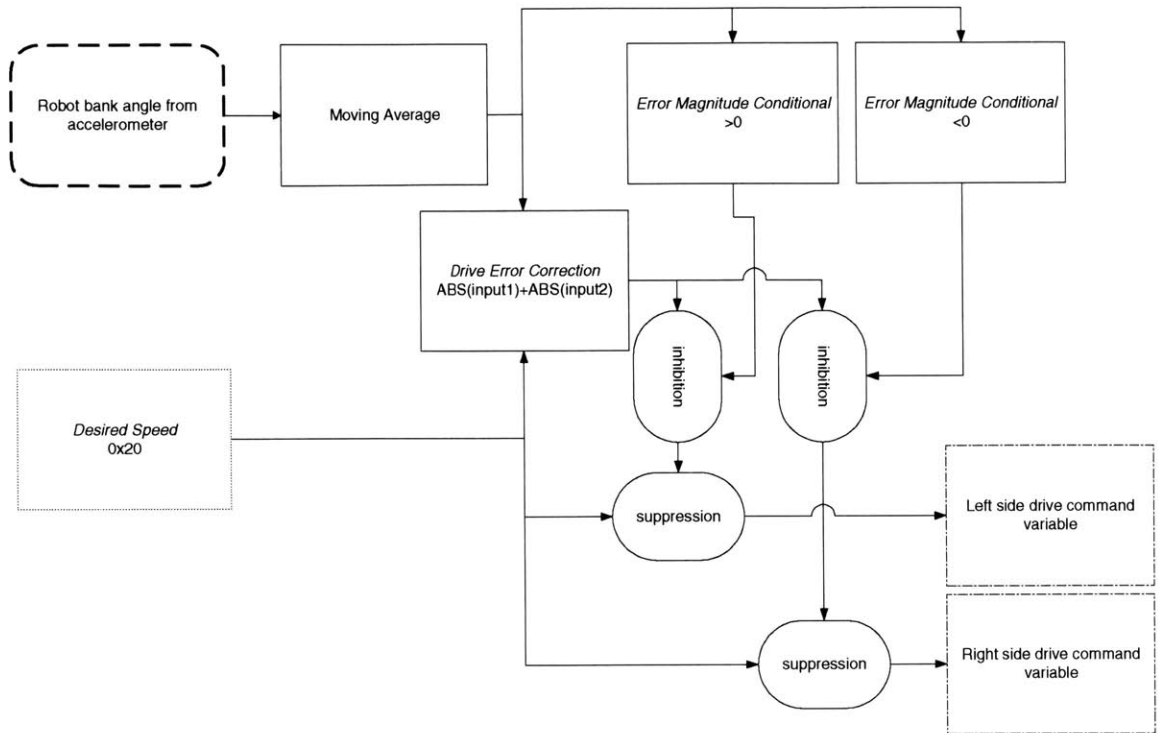 Robot bank angle from
accelerometer
Moving Average
Error Magnitude Conditional
>0
Error Magnitude Conditional
<0
Drive Error Correction
ABS(input1)+ABS(input2)
inhibition
inhibition
Desired Speed
0x20
suppression
Left side drive command
variable
suppression
Right side drive command
variable